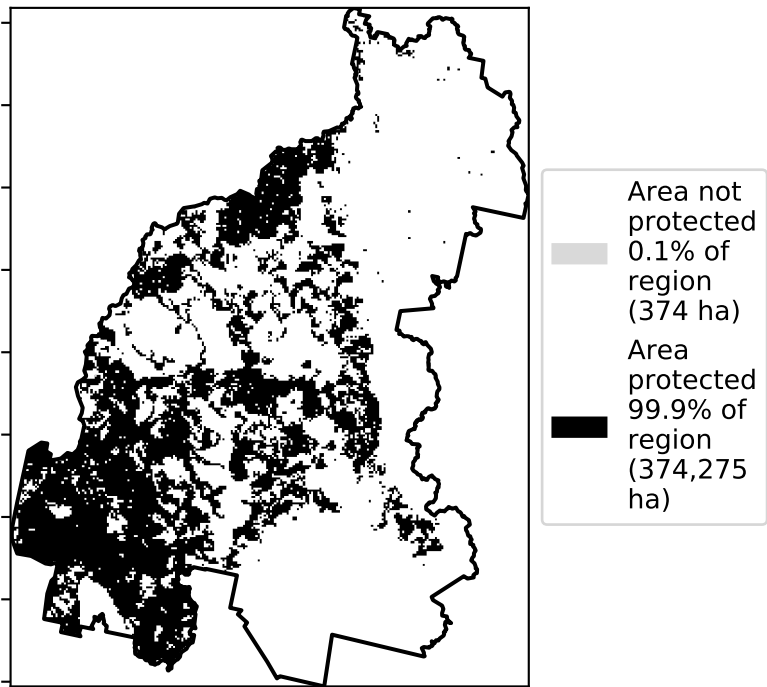 Area not
protected
0.1% of
region
(374 ha)
Area
protected
99.9% of
region
(374,275
ha)